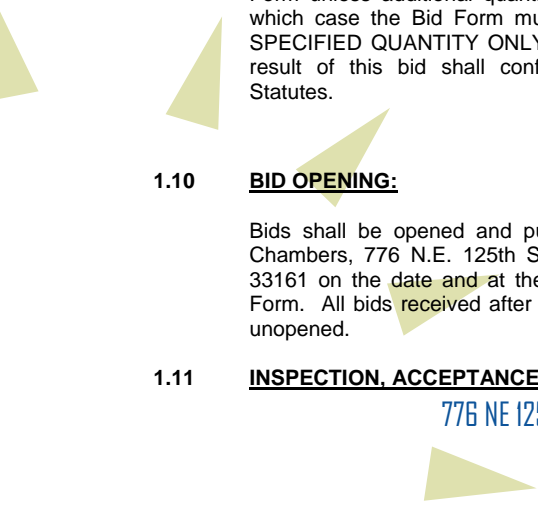 which case the Bid Form mu
SPECIFIED QUANTITY ONLY
result of this bid shall conf
Statutes.
1.10 BID OPENING:
Bids shall be opened and pu
Chambers, 776 N.E. 125th S
33161 on the date and at the
Form. All bids received after
unopened.
1.11 INSPECTION, ACCEPTANCE
776 NE 125